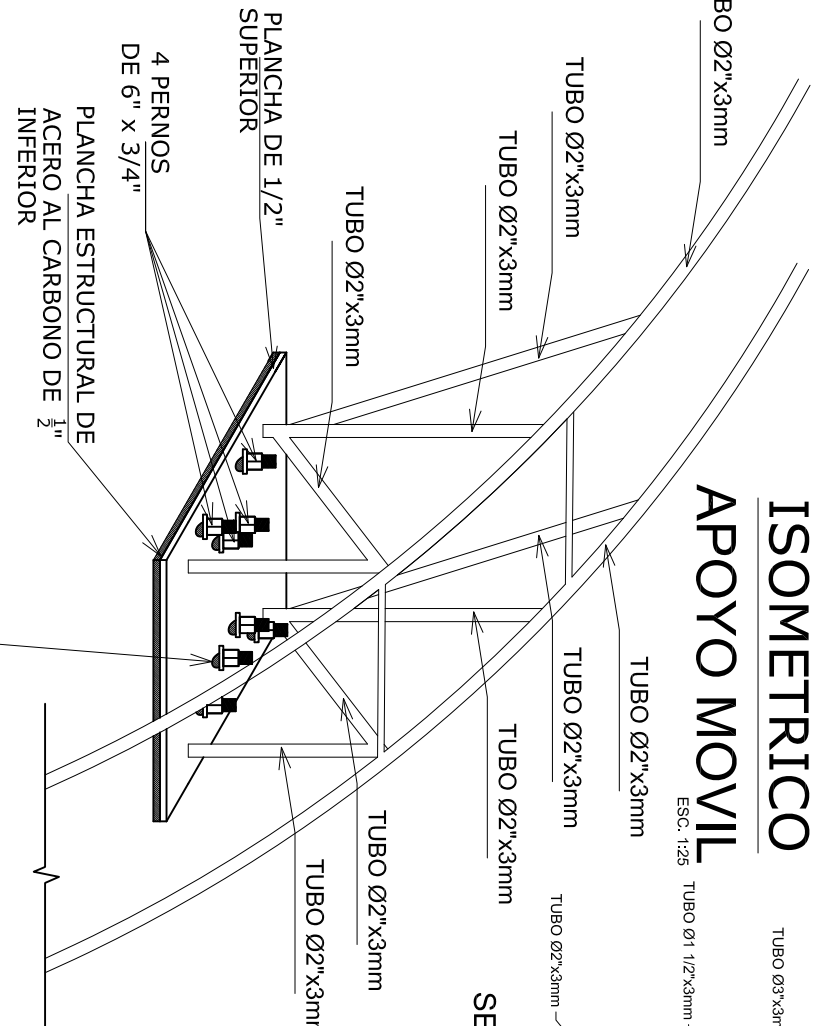 ISOMETRICO
APOYO MOVIL
ESC. 1:25
TUBO Ø2"x3mm
TUBO Ø2"x3mm
TUBO Ø2"x3mm
PLANCHA DE 1/2"
SUPERIOR
4 PERNOS
DE 6" x 3/4"
PLANCHA ESTRUCTURAL DE
ACERO AL CARBONO DE 1/2"
INFERIOR
BO Ø2"x3mm
TUBO Ø2"x3mm
TUBO Ø2"x3mm
TUBO Ø2"x3mm
TUBO Ø2"x3mm
TUBO Ø2"x3mm
TUBO Ø3"x3m
TUBO Ø1 1/2"x3mm
TUBO Ø2"x3mm
SE